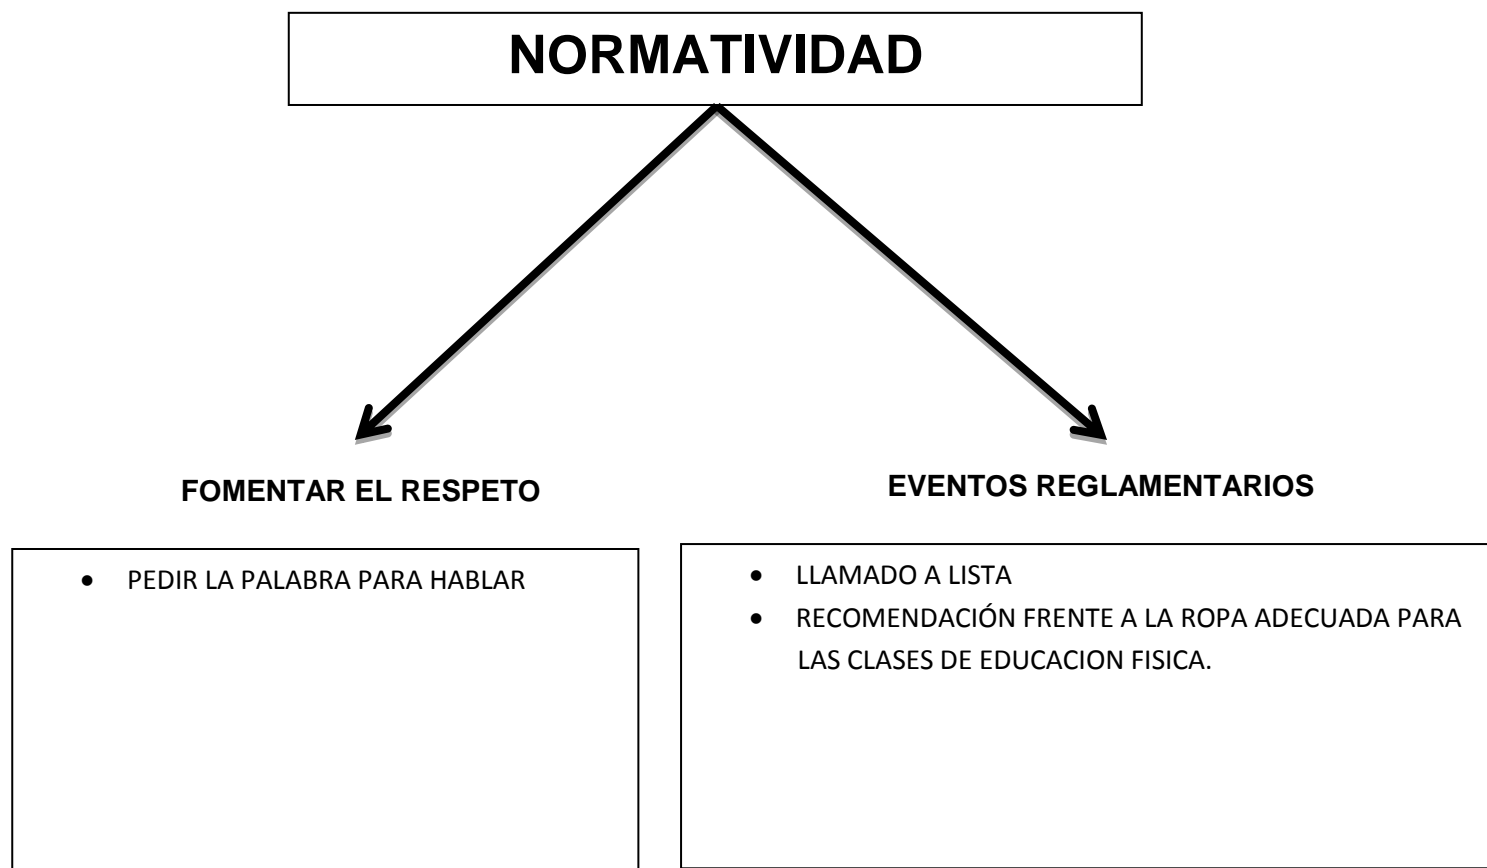 NORMATIVIDAD
FOMENTAR EL RESPETO
• PEDIR LA PALABRA PARA HABLAR
EVENTOS REGLAMENTARIOS
• LLAMADO A LISTA
• RECOMENDACIÓN FRENTE A LA ROPA ADECUADA PARA
LAS CLASES DE EDUCACION FISICA.